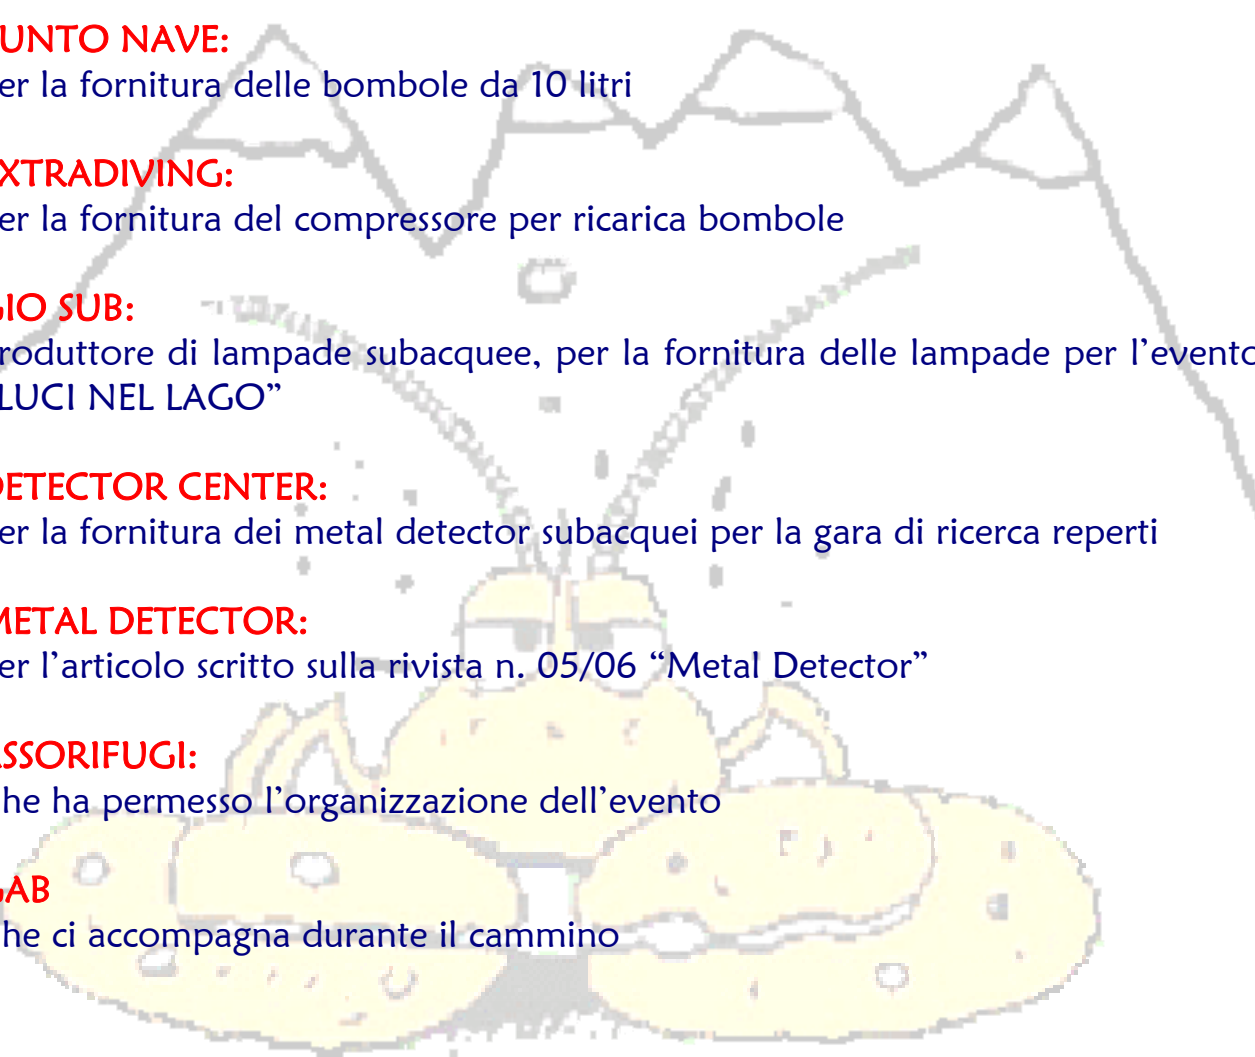 UNTO NAVE:
er la fornitura delle bombole da 10 litri
XTRADIVING:
er la fornitura del compressore per ricarica bombole
GIO SUB:
roduttore di lampade subacquee, per la fornitura delle lampade per l’evento
LUCI NEL LAGO”
DETECTOR CENTER:
er la fornitura dei metal detector subacquei per la gara di ricerca reperti
METAL DETECTOR:
er l’articolo scritto sulla rivista n. 05/06 “Metal Detector”
SSORIFUGI:
he ha permesso l’organizzazione dell’evento
GAB
he ci accompagna durante il cammino